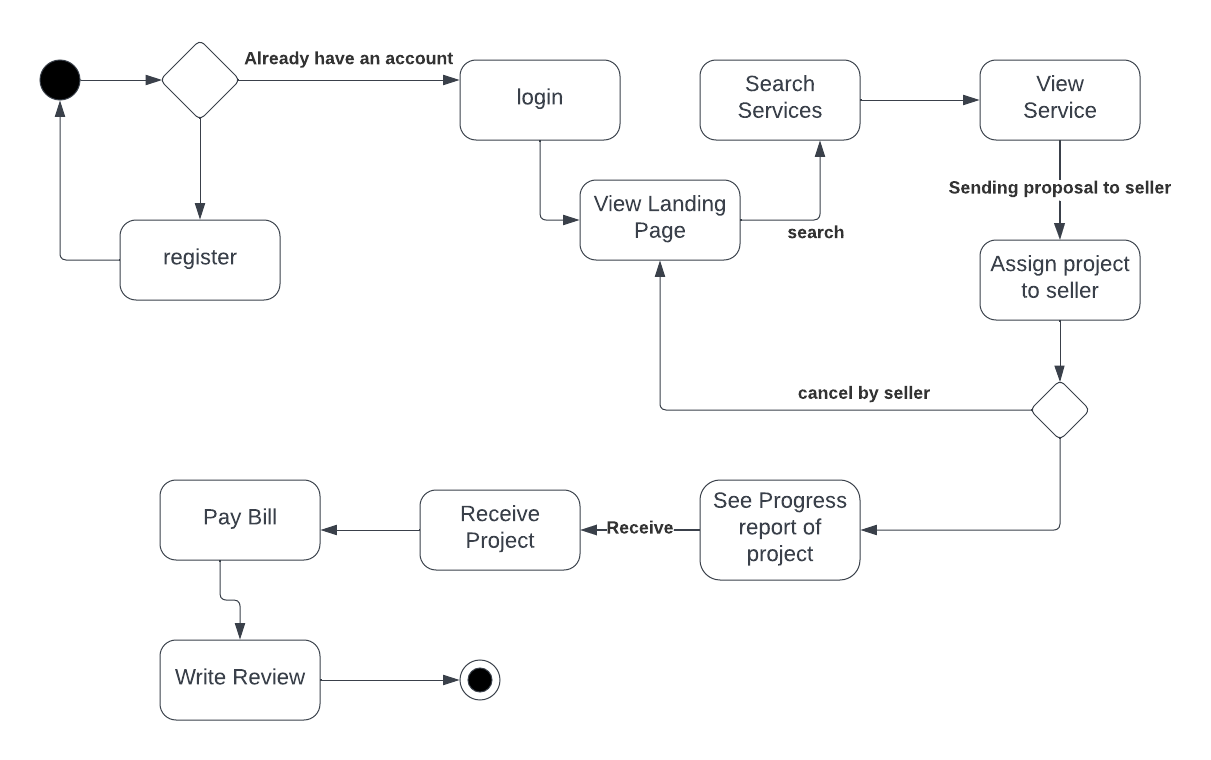 Already have an account
login
Search
Services
View
Service
Sending proposal to seller
View Landing
Page
search
register
Assign project
to seller
cancel by seller
See Progress
report of
project
Receive
Receive
Project
Pay Bill
Write Review